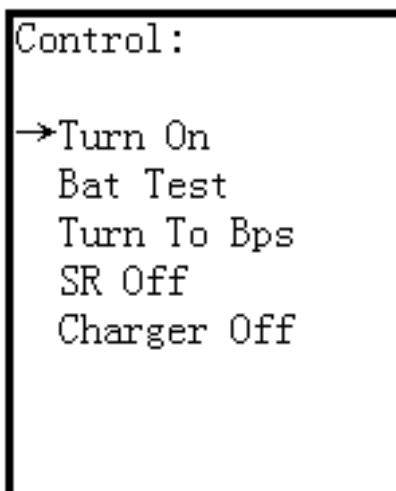 Control:
→Turn On
Bat Test
Turn To Bps
SR Off
Charger Off